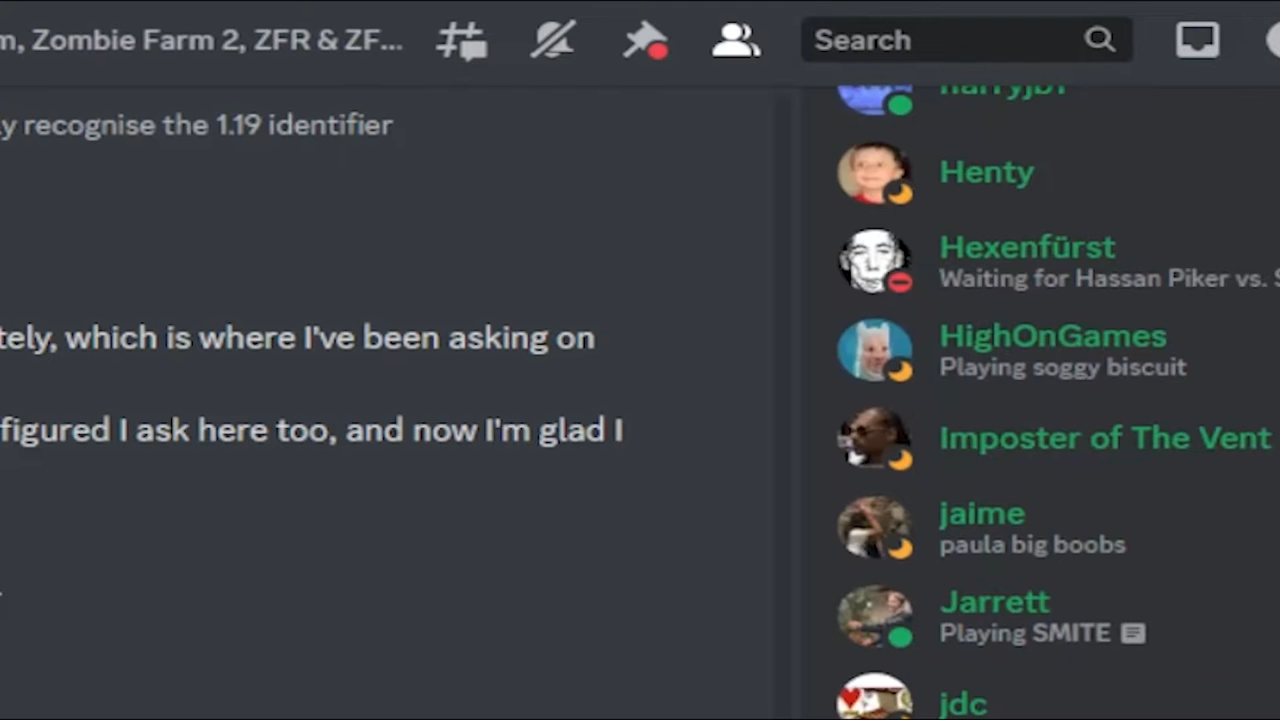 m, Zombie Farm 2, ZFR & ZF...
Search
y recognise the 1.19 identifier
tely, which is where I've been asking on
figured I ask here too, and now I'm glad I
harryjb1
Henty
Hexenfürst
Waiting for Hassan Piker vs. S
HighOnGames
Playing soggy biscuit
Imposter of The Vent
jaime
paula big boobs
Jarrett
Playing SMITE
jdc